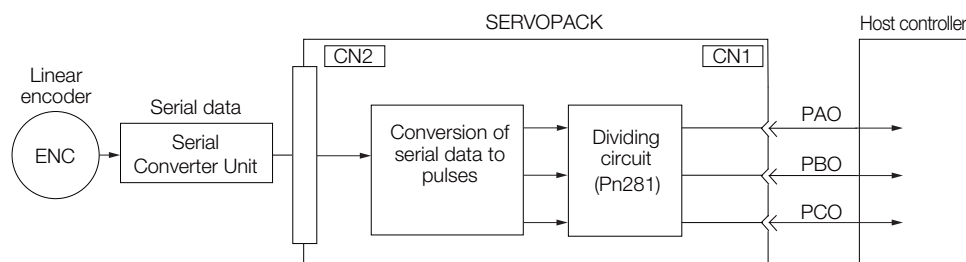 SERVOPACK
Host controller
CN2
CN1
Linear
encoder
Serial data
ENC
Serial
Converter Unit
Conversion of
serial data to
pulses
Dividing
circuit
(Pn281)
PAO
PBO
PCO